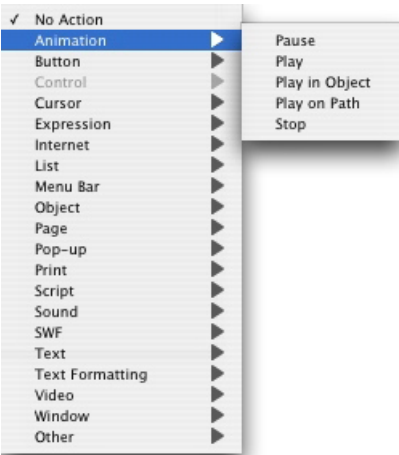 ✓ No Action
Animation
Button
Control
Cursor
Expression
Internet
List
Menu Bar
Object
Page
Pop-up
Print
Script
Sound
SWF
Text
Text Formatting
Video
Window
Other
Pause
Play
Play in Object
Play on Path
Stop